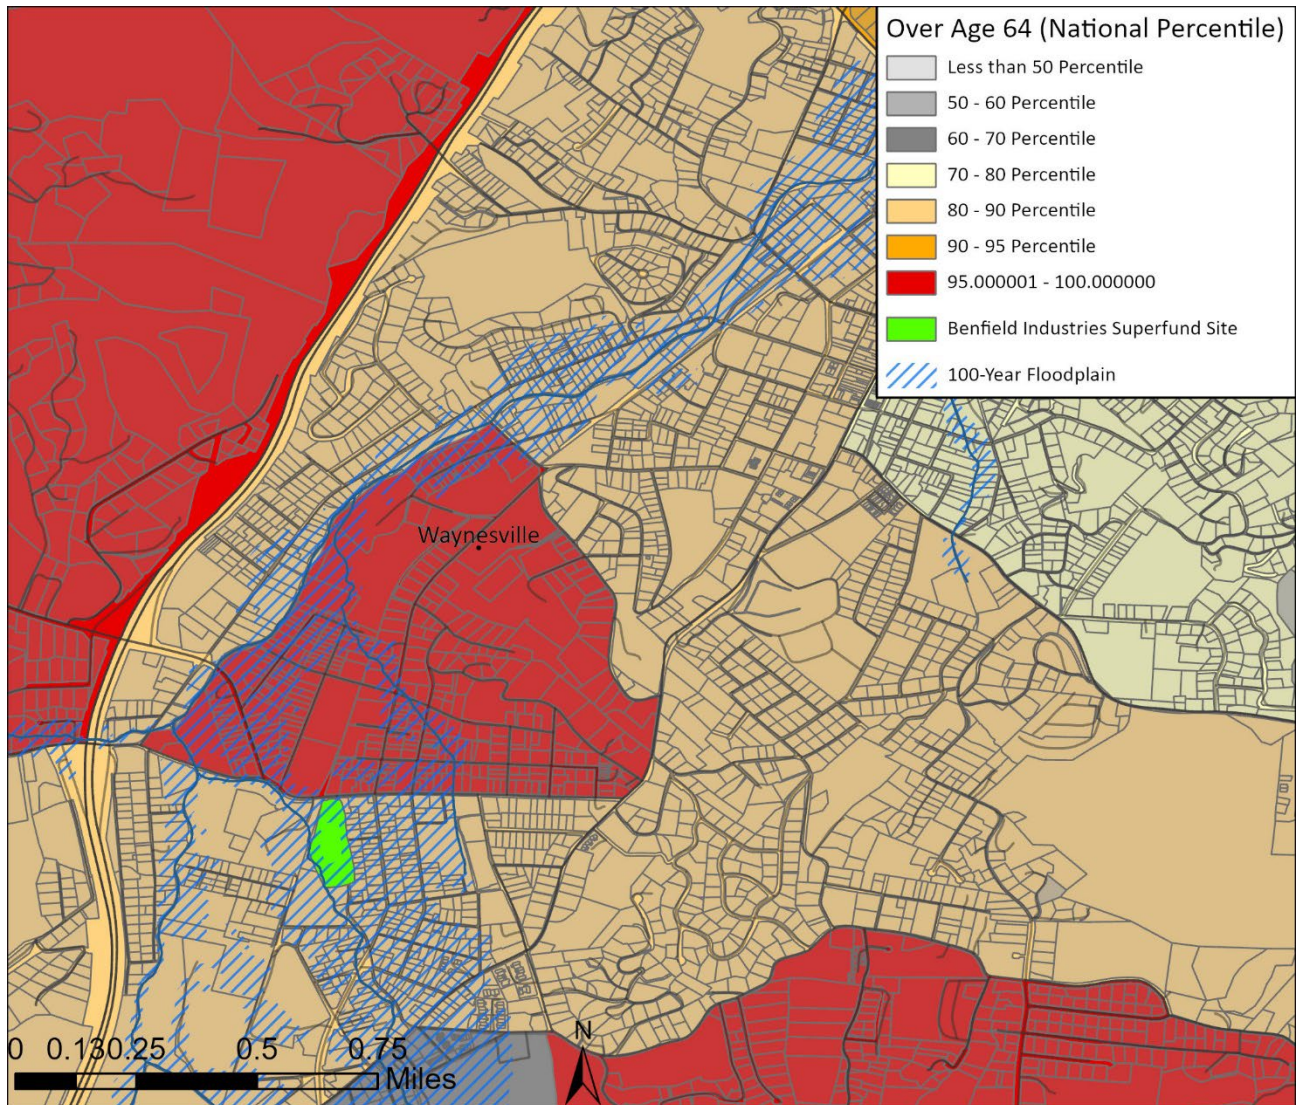 Over Age 64 (National Percentile)
Less than 50 Percentile
50 - 60 Percentile
60 - 70 Percentile
70 - 80 Percentile
80 - 90 Percentile
90 - 95 Percentile
95.000001 - 100.000000
Benfield Industries Superfund Site
100-Year Floodplain
Waynesville
N
0 0.130.25 0.5 0.75
Miles